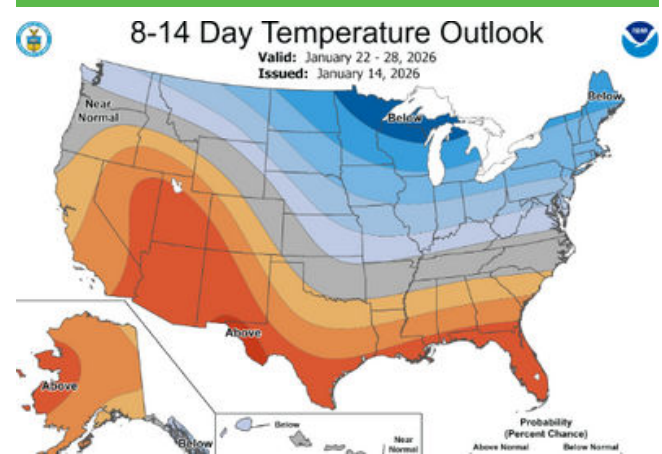 8-14 Day Temperature Outlook
Valid: January 22 - 28, 2026
Issued: January 14, 2026
NOAA
Near
Normal
Below
Below
Above
Above
Below
Below
Near
Normal
Probability
(Percent Chance)
Above Normal Below Normal